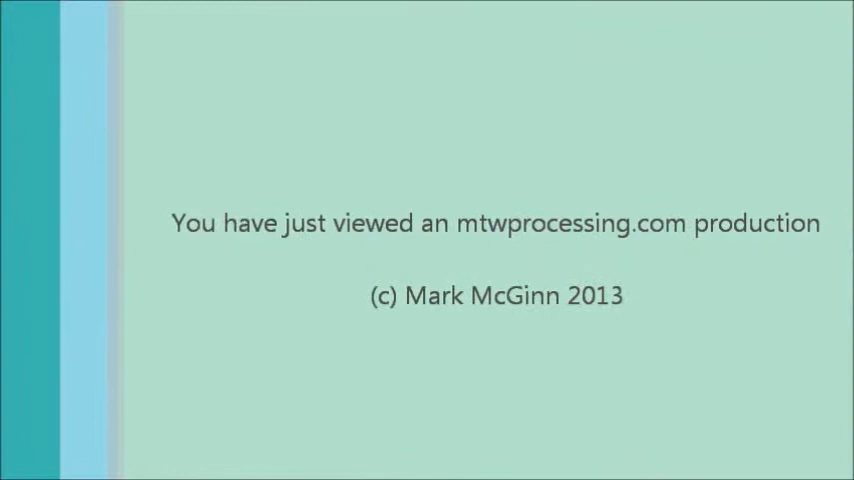 You have just viewed an mtwprocessing.com production
(c) Mark McGinn 2013